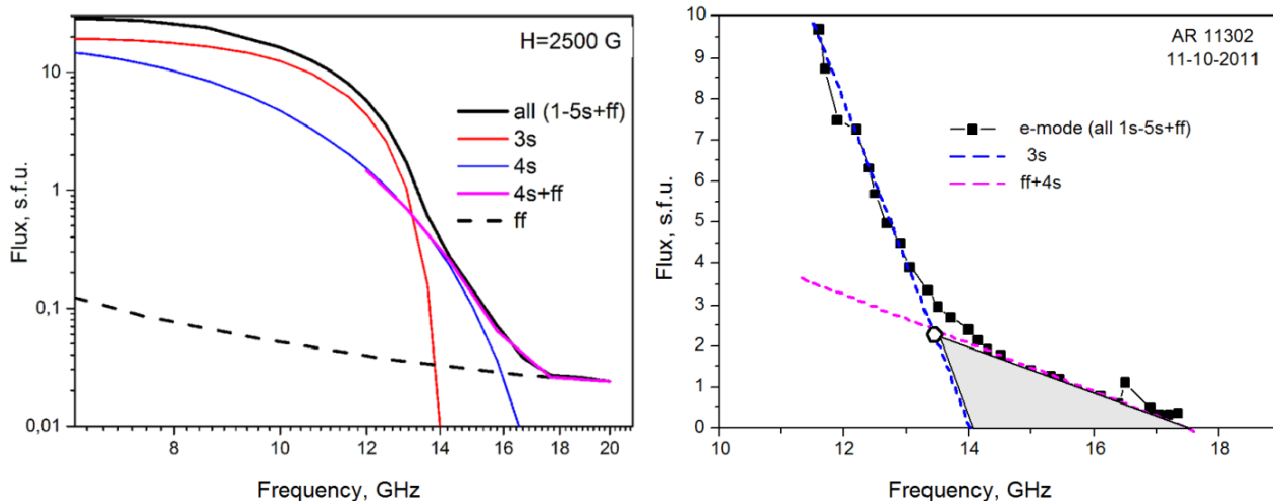 H=2500 G
all (1-5s+ff)
3s
4s
4s+ff
ff
Flux, s.f.u.
10
1
0,1
0,01
8
10
12
14
16
18
20
Frequency, GHz
AR 11302
11-10-2011
e-mode (all 1s-5s+ff)
3s
ff+4s
Flux, s.f.u.
10
9
8
7
6
5
4
3
2
1
0
10
12
14
16
18
Frequency, GHz